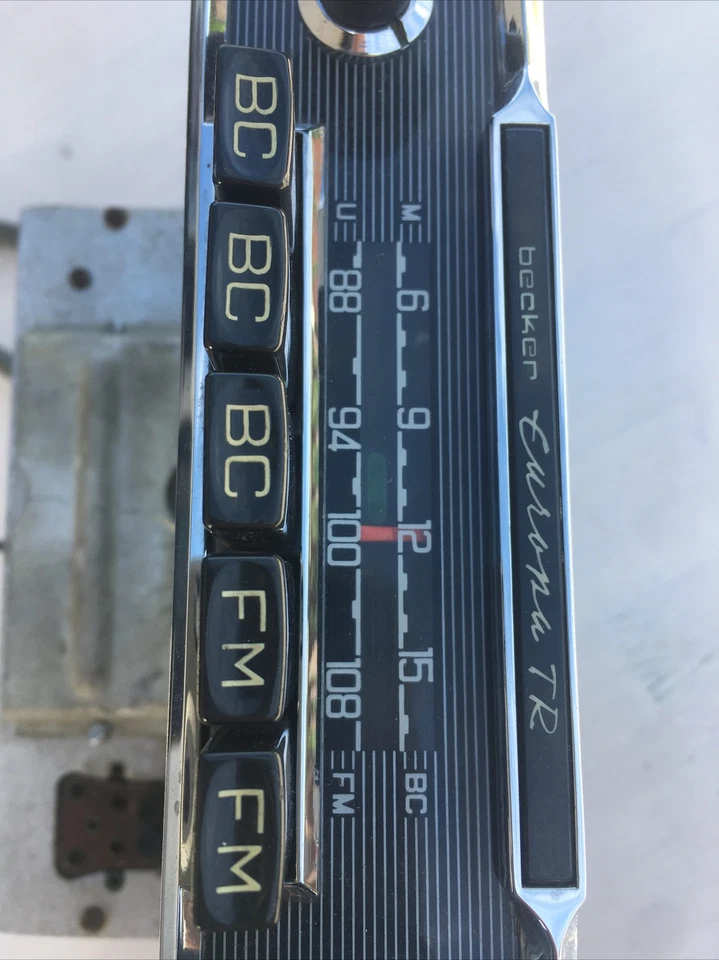 becker Europa TR
M 6 9 12 15 BC
U 88 94 100 108 FM
BC BC BC FM FM